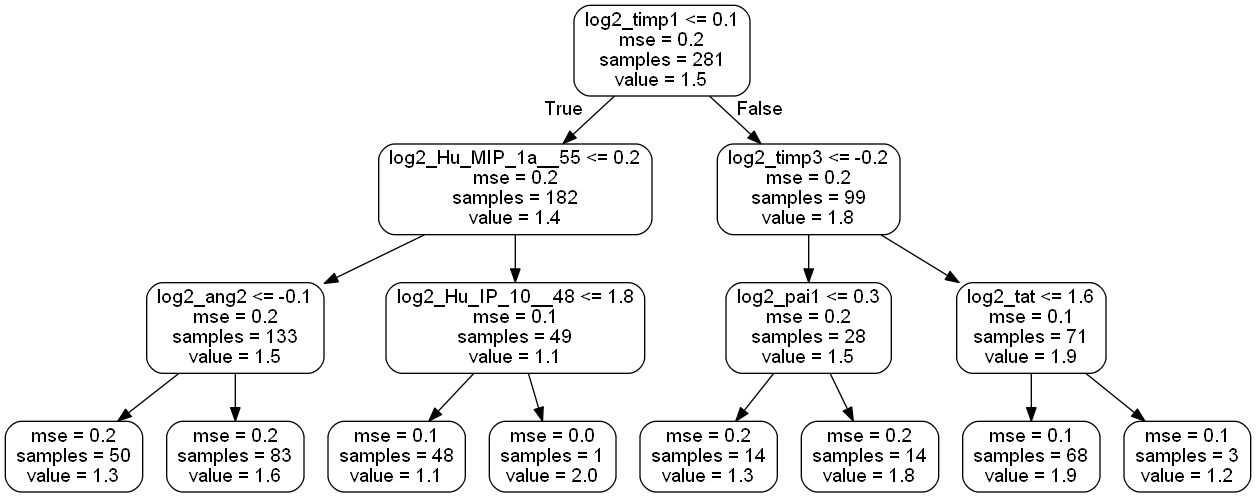 log2_timp1 <= 0.1
mse = 0.2
samples = 281
value = 1.5
True
False
log2_Hu_MIP_1a__55 <= 0.2
mse = 0.2
samples = 182
value = 1.4
log2_timp3 <= -0.2
mse = 0.2
samples = 99
value = 1.8
log2_ang2 <= -0.1
mse = 0.2
samples = 133
value = 1.5
log2_Hu_IP_10__48 <= 1.8
mse = 0.1
samples = 49
value = 1.1
log2_pai1 <= 0.3
mse = 0.2
samples = 28
value = 1.5
log2_tat <= 1.6
mse = 0.1
samples = 71
value = 1.9
mse = 0.2
samples = 50
value = 1.3
mse = 0.2
samples = 83
value = 1.6
mse = 0.1
samples = 48
value = 1.1
mse = 0.0
samples = 1
value = 2.0
mse = 0.2
samples = 14
value = 1.3
mse = 0.2
samples = 14
value = 1.8
mse = 0.1
samples = 68
value = 1.9
mse = 0.1
samples = 3
value = 1.2